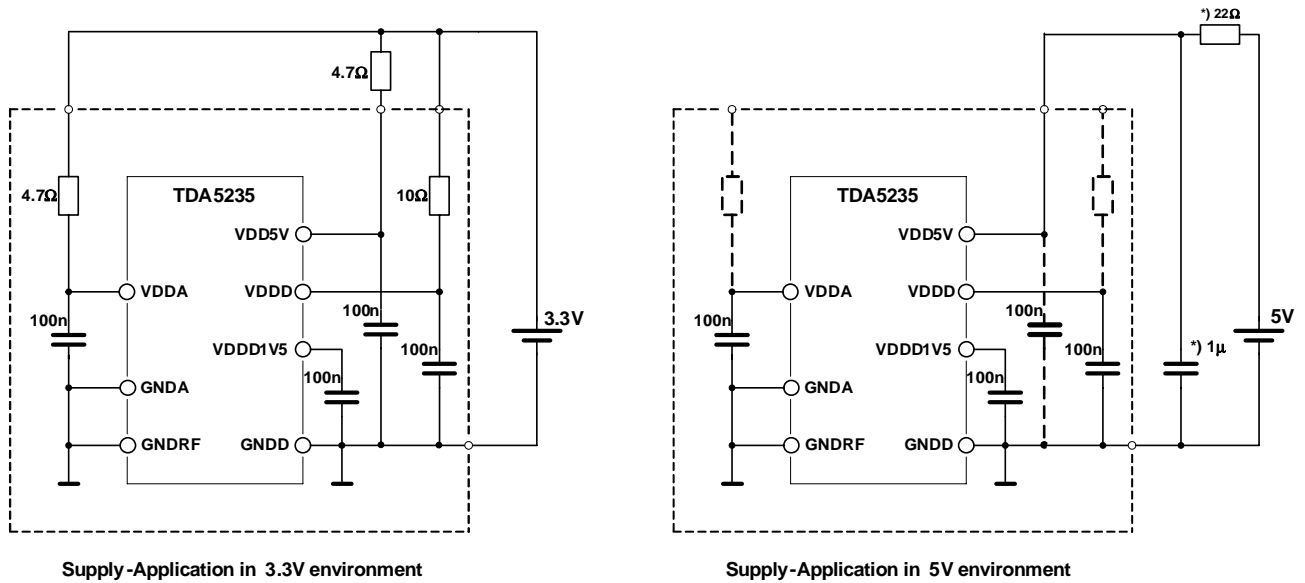 4.7Ω
4.7Ω
10Ω
TDA5235
VDD5V
VDDA
VDDD
100n
100n
3.3V
VDDD1V5
100n
100n
GNDA
GNDRF
GNDD
Supply-Application in 3.3V environment
*) 22Ω
TDA5235
VDD5V
VDDA
VDDD
100n
100n
5V
VDDD1V5
100n
*) 1µ
100n
GNDA
GNDRF
GNDD
Supply-Application in 5V environment